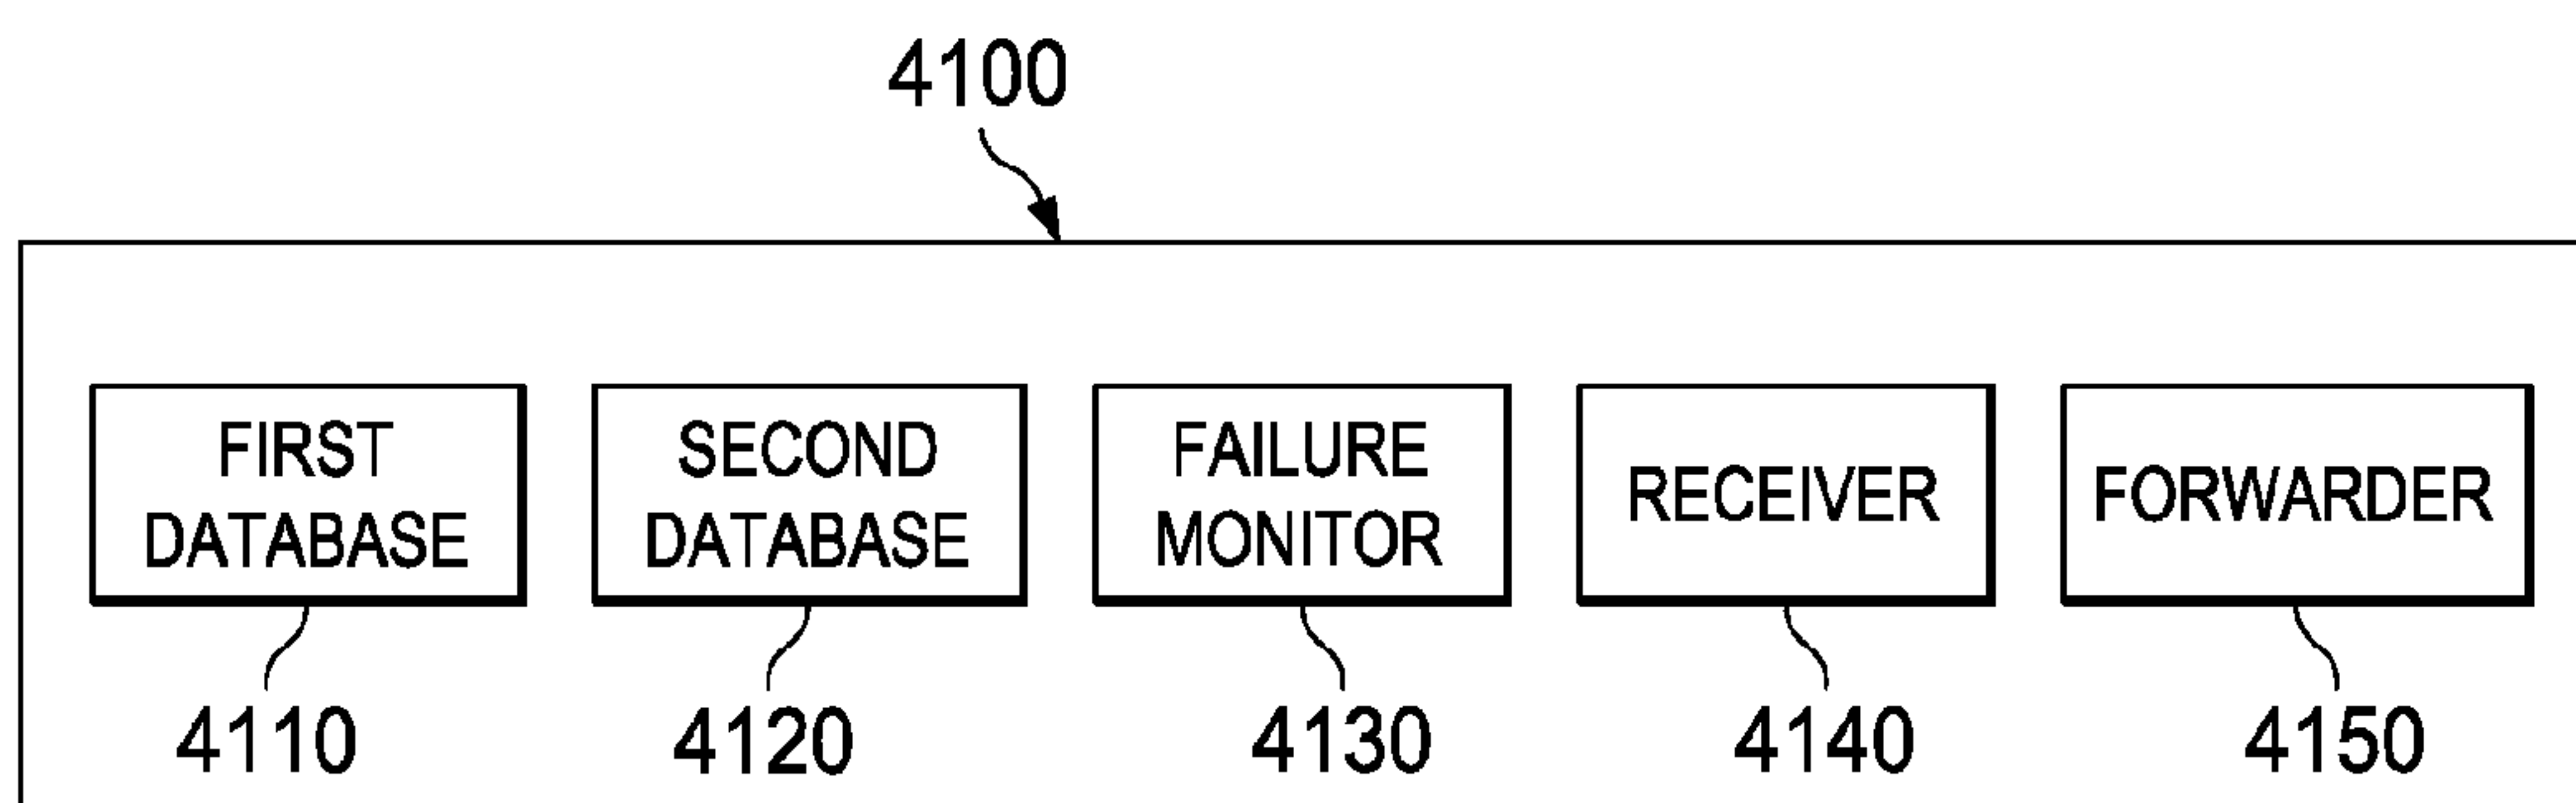 4100
FIRST
DATABASE
SECOND
DATABASE
FAILURE
MONITOR
RECEIVER
FORWARDER
4110
4120
4130
4140
4150